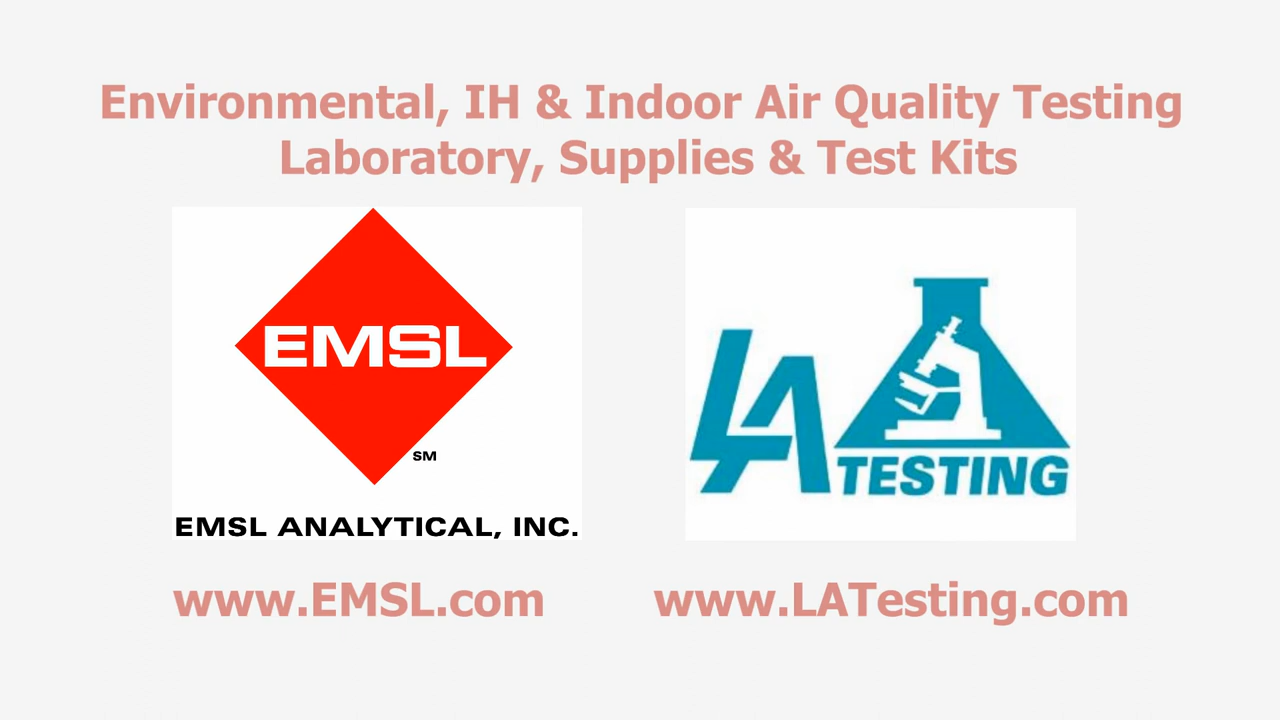 Environmental, IH & Indoor Air Quality Testing
Laboratory, Supplies & Test Kits
EMSL
SM
EMSL ANALYTICAL, INC.
LA
TESTING
www.EMSL.com
www.LATesting.com